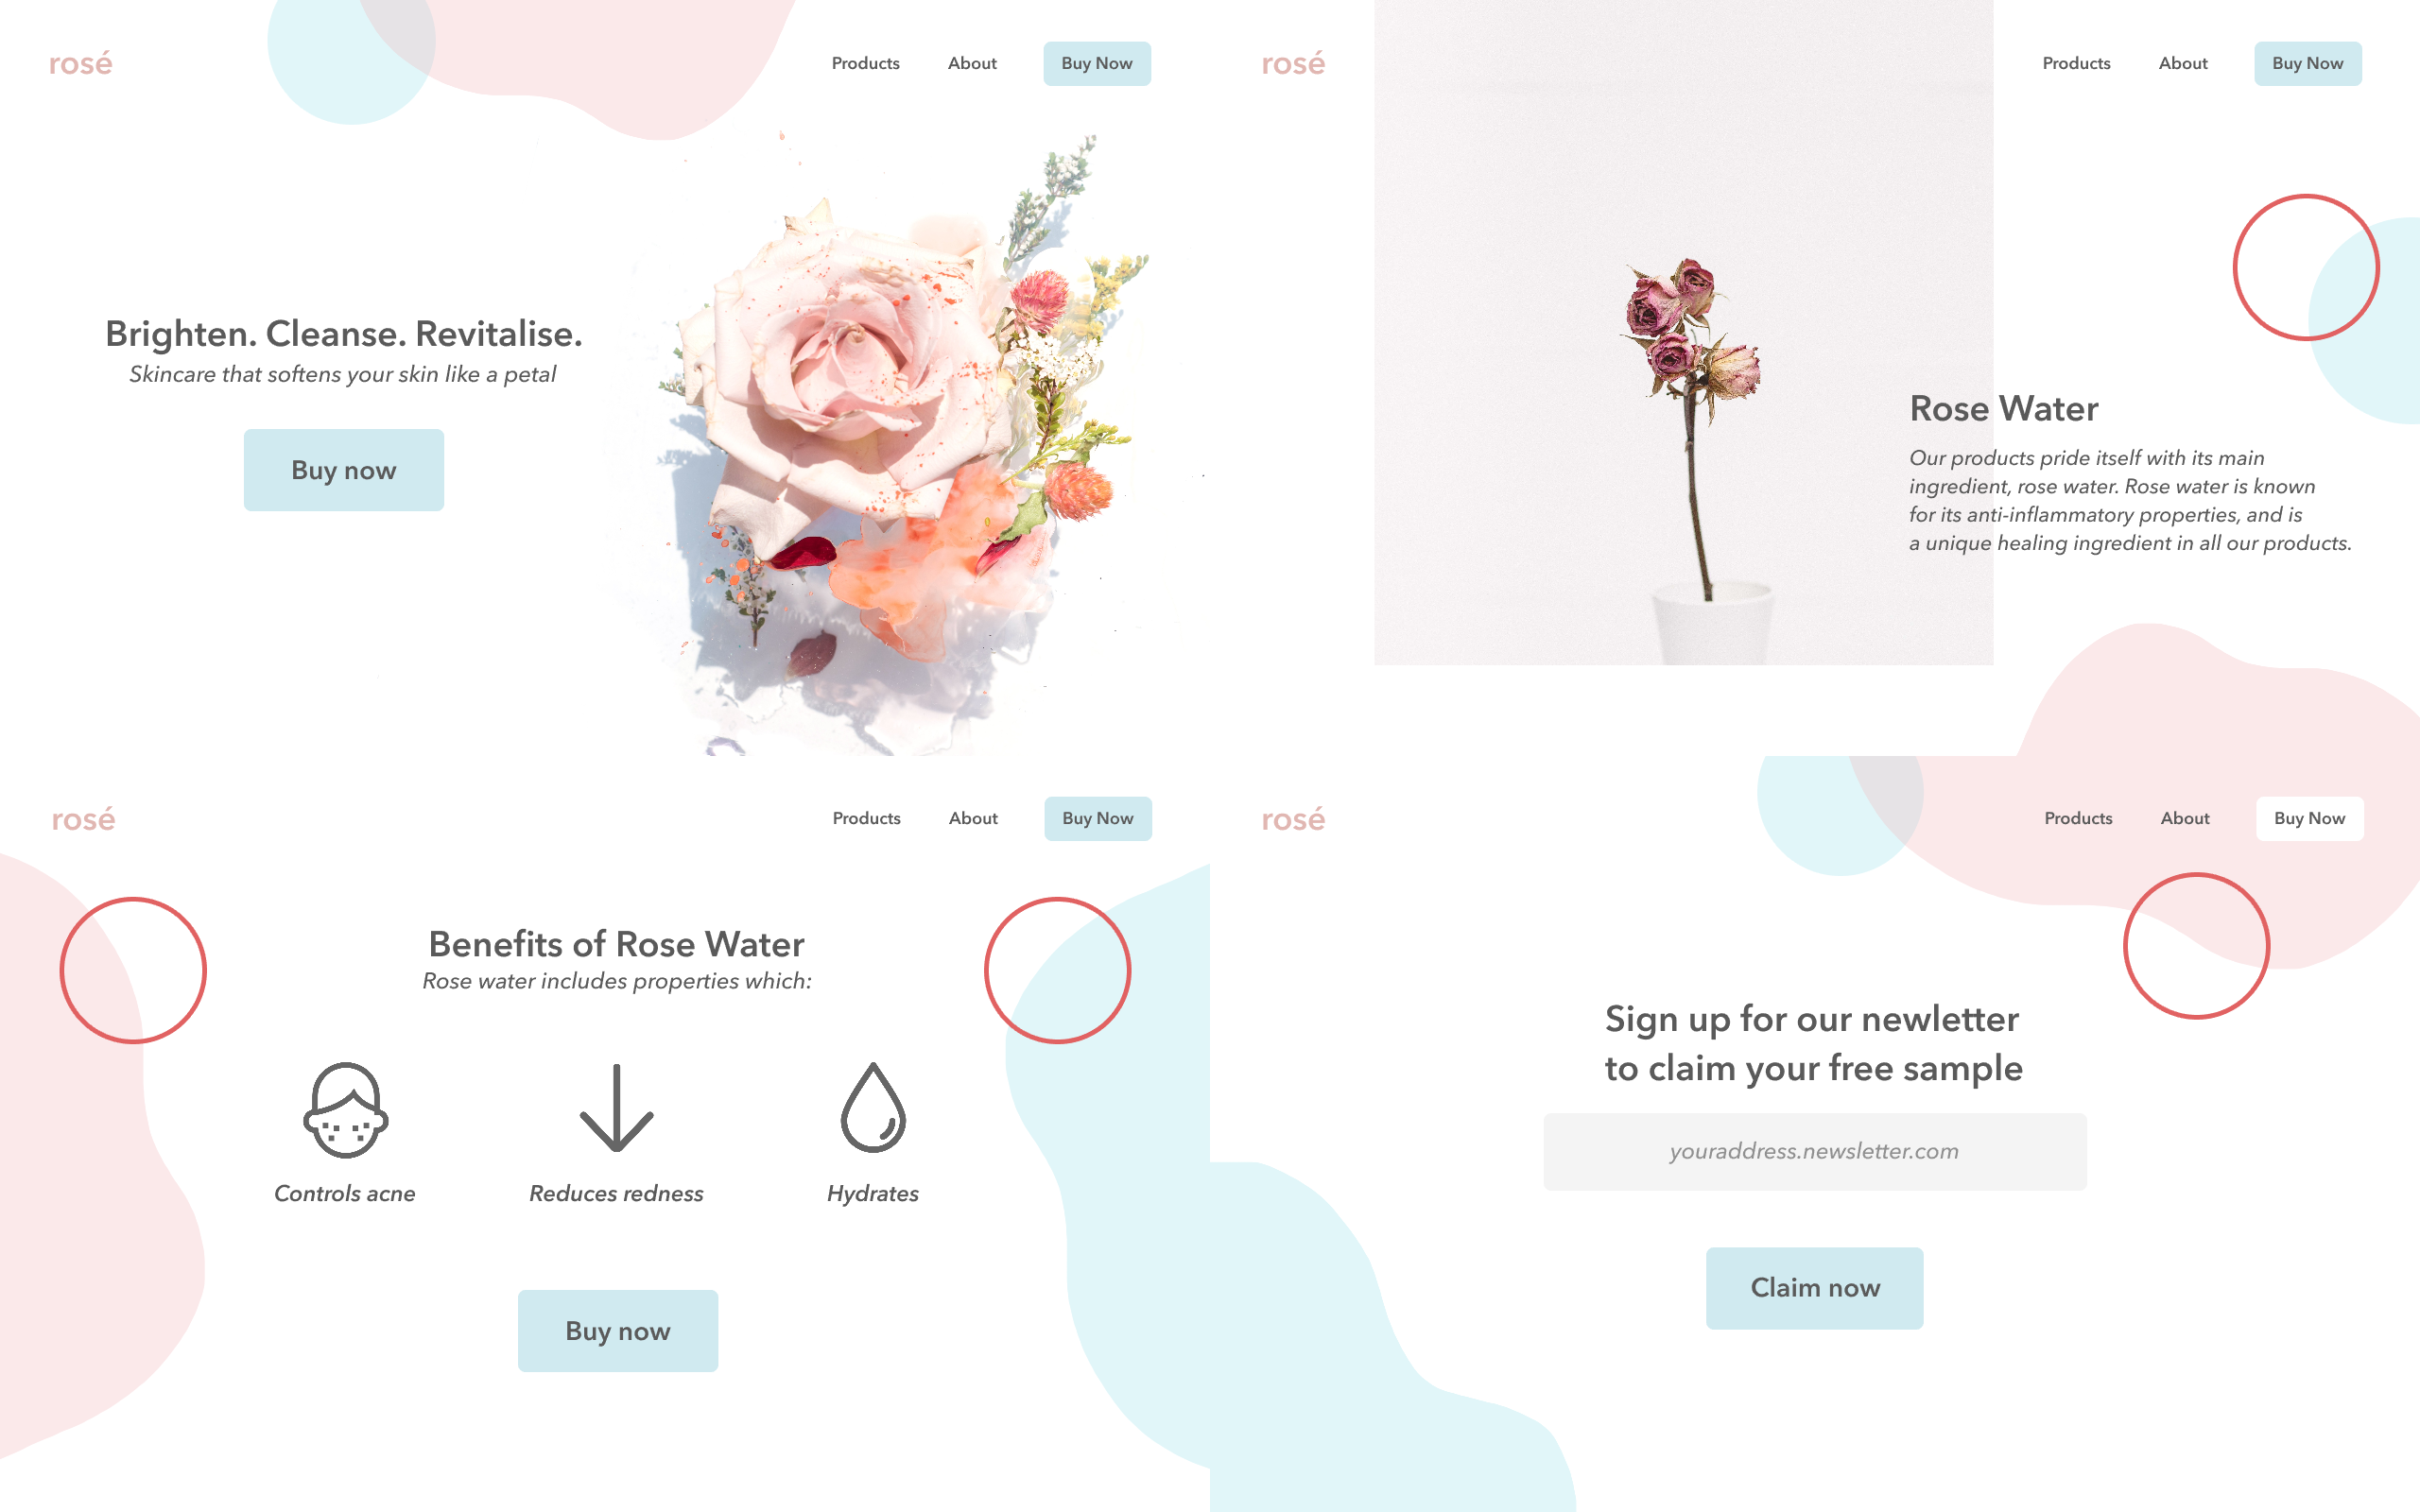 rosé
Products
About
Buy Now
Brighten. Cleanse. Revitalise.
Skincare that softens your skin like a petal
Buy now
rosé
Products
About
Buy Now
Rose Water
Our products pride itself with its main
ingredient, rose water. Rose water is known
for its anti-inflammatory properties, and is
a unique healing ingredient in all our products.
rosé
Products
About
Buy Now
Benefits of Rose Water
Rose water includes properties which:
Controls acne
Reduces redness
Hydrates
Buy now
rosé
Products
About
Buy Now
Sign up for our newletter
to claim your free sample
youraddress.newsletter.com
Claim now